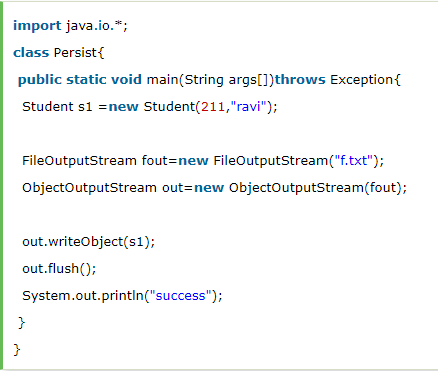 import java.io.*;
class Persist{
public static void main(String args[])throws Exception{
Student s1 =new Student(211,"ravi");
FileOutputStream fout=new FileOutputStream("f.txt");
ObjectOutputStream out=new ObjectOutputStream(fout);
out.writeObject(s1);
out.flush();
System.out.println("success");
}
}